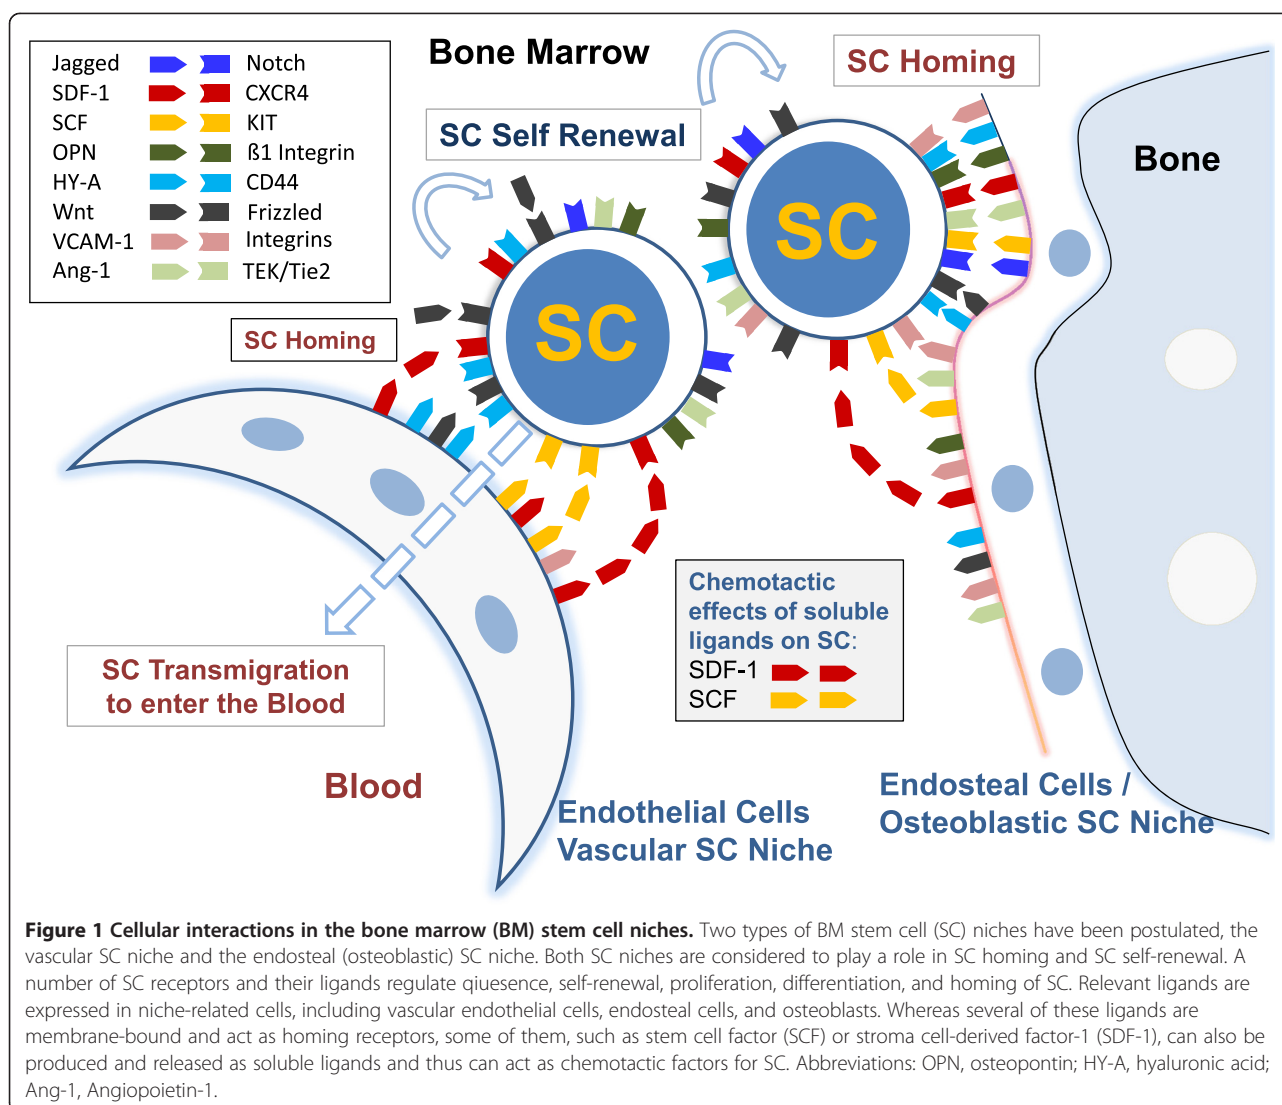 Bone Marrow
SC Homing
Jagged Notch
SDF-1 CXCR4
SCF KIT
OPN ß1 Integrin
HY-A CD44
Wnt Frizzled
VCAM-1 Integrins
Ang-1 TEK/Tie2
SC Self Renewal
Bone
SC
SC
SC Homing
Chemotactic
effects of soluble
ligands on SC:
SDF-1
SCF
SC Transmigration
to enter the Blood
Blood
Endothelial Cells
Vascular SC Niche
Endosteal Cells /
Osteoblastic SC Niche
Figure 1 Cellular interactions in the bone marrow (BM) stem cell niches. Two types of BM stem cell (SC) niches have been postulated, the
vascular SC niche and the endosteal (osteoblastic) SC niche. Both SC niches are considered to play a role in SC homing and SC self-renewal. A
number of SC receptors and their ligands regulate qiuesence, self-renewal, proliferation, differentiation, and homing of SC. Relevant ligands are
expressed in niche-related cells, including vascular endothelial cells, endosteal cells, and osteoblasts. Whereas several of these ligands are
membrane-bound and act as homing receptors, some of them, such as stem cell factor (SCF) or stroma cell-derived factor-1 (SDF-1), can also be
produced and released as soluble ligands and thus can act as chemotactic factors for SC. Abbreviations: OPN, osteopontin; HY-A, hyaluronic acid;
Ang-1, Angiopoietin-1.